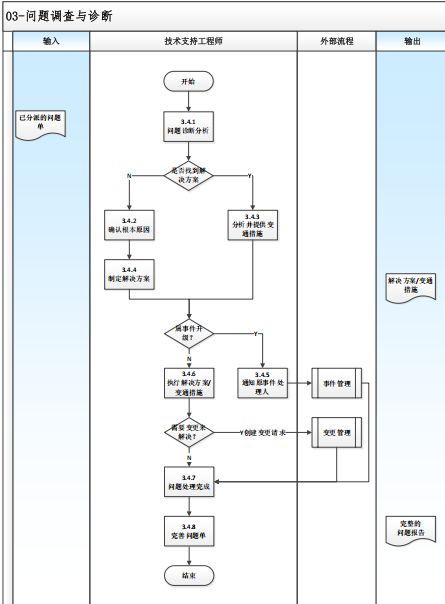 03-问题调查与诊断
输入
技术支持工程师
外部流程
输出
开始
已分派的问题
单
3.4.1
问题诊断分析
是否找到解
决方案
N
Y
3.4.2
确认根本原因
3.4.3
分析并提供变
通措施
3.4.4
制定解决方案
解决方案/变通
措施
属事件升
级？
Y
N
3.4.6
执行解决方案/
变通措施
3.4.5
通知原事件处
理人
事件管理
需要变更来
解决？
Y创建变更请求
变更管理
N
3.4.7
问题处理完成
3.4.8
完善问题单
完整的
问题报告
结束